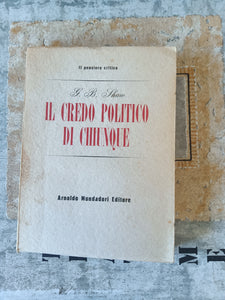 Il pensiero critico
G. B. Shaw
IL CREDO POLITICO
DI CHIUNQUE
Arnoldo Mondadori Editore